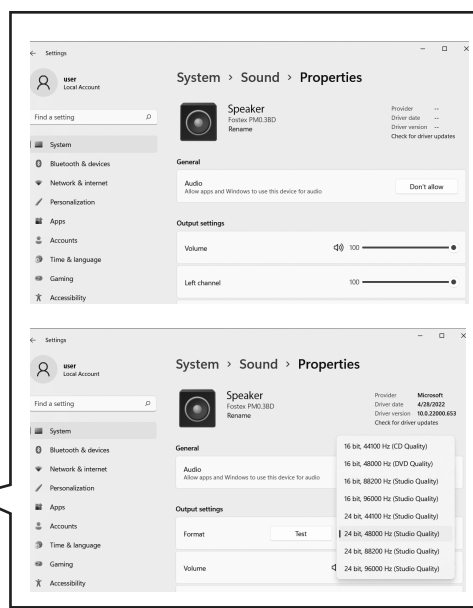 ← Settings
user
Local Account
Find a setting
System
Bluetooth & devices
Network & internet
Personalization
Apps
Accounts
Time & language
Gaming
Accessibility
System > Sound > Properties
Speaker
Fostex PM0.3BD
Rename
Provider --
Driver date --
Driver version --
Check for driver updates
General
Audio
Allow apps and Windows to use this device for audio
Don't allow
Output settings
Volume 100
Left channel 100
← Settings
user
Local Account
Find a setting
System
Bluetooth & devices
Network & internet
Personalization
Apps
Accounts
Time & language
Gaming
Accessibility
System > Sound > Properties
Speaker
Fostex PM0.3BD
Rename
Provider Microsoft
Driver date 4/28/2022
Driver version 10.0.22000.653
Check for driver updates
General
Audio
Allow apps and Windows to use this device for audio
Output settings
Format Test
Volume
16 bit, 44100 Hz (CD Quality)
16 bit, 48000 Hz (DVD Quality)
16 bit, 88200 Hz (Studio Quality)
16 bit, 96000 Hz (Studio Quality)
24 bit, 44100 Hz (Studio Quality)
24 bit, 48000 Hz (Studio Quality)
24 bit, 88200 Hz (Studio Quality)
24 bit, 96000 Hz (Studio Quality)